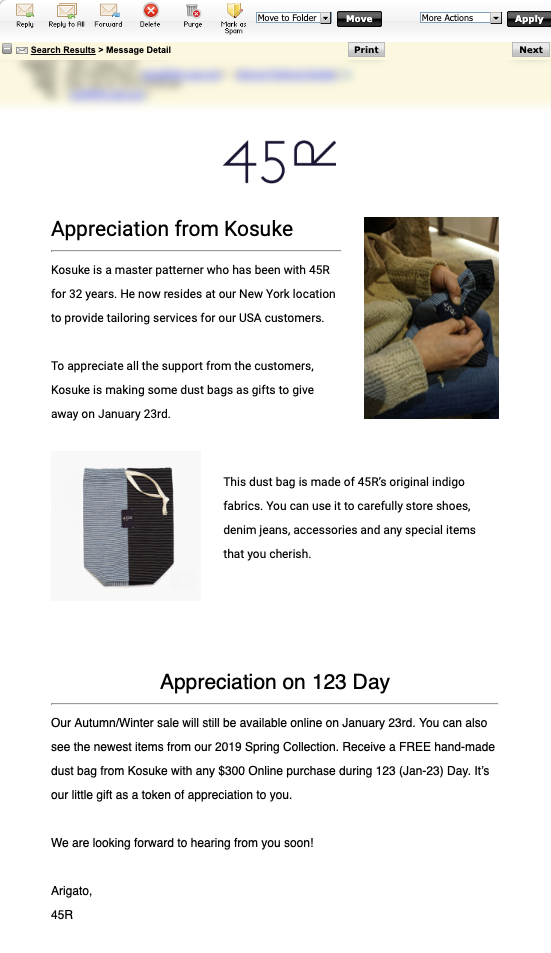 Reply Reply to All Forward Delete Purge Mark as Spam Move to Folder Move More Actions Apply
Search Results > Message Detail Print Next
45R
Appreciation from Kosuke
Kosuke is a master patterner who has been with 45R
for 32 years. He now resides at our New York location
to provide tailoring services for our USA customers.
To appreciate all the support from the customers,
Kosuke is making some dust bags as gifts to give
away on January 23rd.
45R
This dust bag is made of 45R’s original indigo
fabrics. You can use it to carefully store shoes,
denim jeans, accessories and any special items
that you cherish.
Appreciation on 123 Day
Our Autumn/Winter sale will still be available online on January 23rd. You can also
see the newest items from our 2019 Spring Collection. Receive a FREE hand-made
dust bag from Kosuke with any $300 Online purchase during 123 (Jan-23) Day. It’s
our little gift as a token of appreciation to you.
We are looking forward to hearing from you soon!
Arigato,
45R